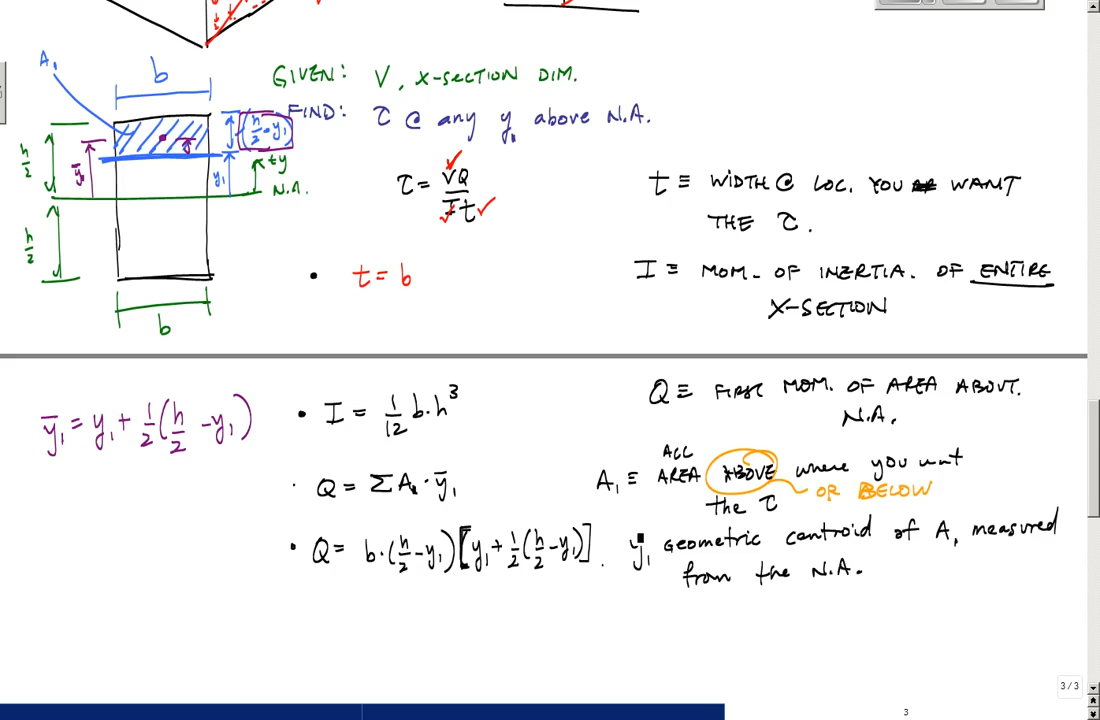 A₁
b
GIVEN: V, X-SECTION DIM.
FIND: τ @ any y₁ above N.A.
(h/2 - y₁)
h/2
ȳ₁
y₁
+y
N.A.
h/2
b
τ = VQ / It
t ≡ WIDTH @ LOC. YOU WANT
THE τ.
• t = b
I ≡ MOM. OF INERTIA. OF ENTIRE
X-SECTION
ȳ₁ = y₁ + 1/2 (h/2 - y₁)
• I = 1/12 b·h³
Q ≡ FIRST MOM. OF AREA ABOUT.
N.A.
• Q = ΣA₁·ȳ₁
A₁ ≡ ALL AREA ABOVE where you want
OR BELOW
the τ
• Q = b·(h/2 - y₁)[y₁ + 1/2 (h/2 - y₁)].
ȳ₁ geometric centroid of A₁ measured
from the N.A.
3 / 3
3